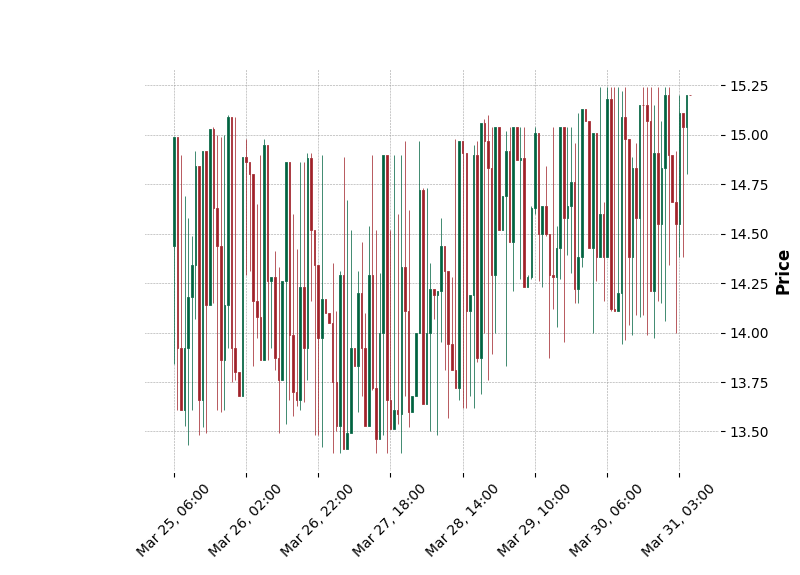 15.25
15.00
14.75
14.50
14.25
14.00
13.75
13.50
Price
Mar 25, 06:00
Mar 26, 02:00
Mar 26, 22:00
Mar 27, 18:00
Mar 28, 14:00
Mar 29, 10:00
Mar 30, 06:00
Mar 31, 03:00